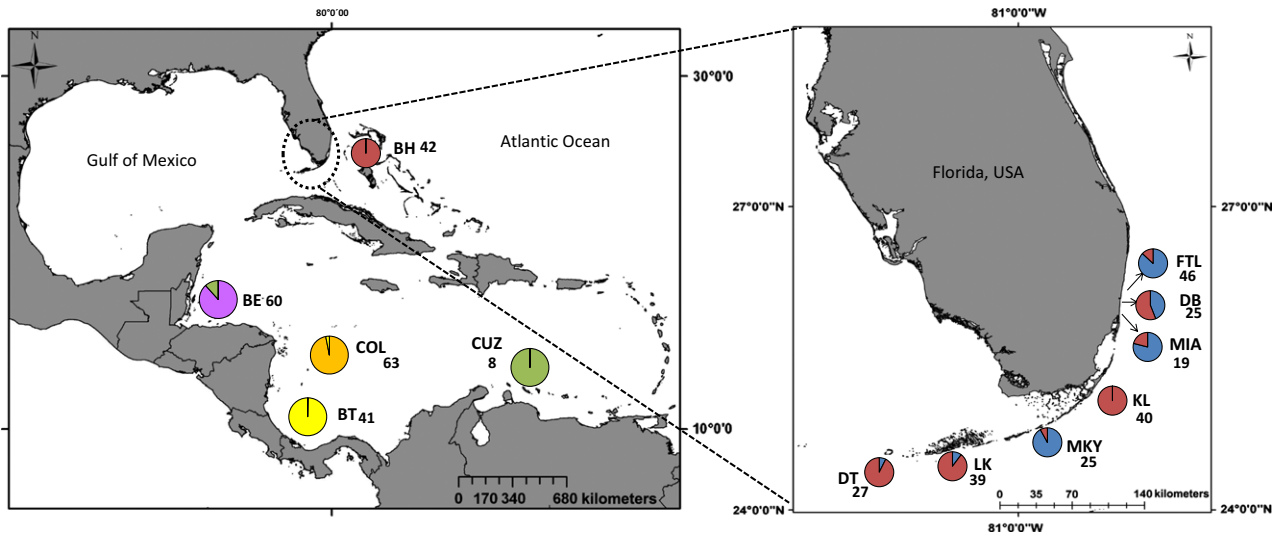 80°0'00
N
30°0'0
Gulf of Mexico
Atlantic Ocean
BH 42
BE 60
COL
63
CUZ
8
BT 41
10°0'0
0 170 340 680 kilometers
81°0'0"W
N
Florida, USA
27°0'0"N
27°0'0"N
FTL
46
DB
25
MIA
19
KL
40
MKY
25
LK
39
DT
27
0 35 70 140 kilometers
24°0'0"N
24°0'0"N
81°0'0"W